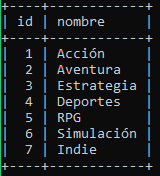 +----+-------------+
| id | nombre      |
+----+-------------+
|  1 | Acción      |
|  2 | Aventura    |
|  3 | Estrategia  |
|  4 | Deportes    |
|  5 | RPG         |
|  6 | Simulación  |
|  7 | Indie       |
+----+-------------+